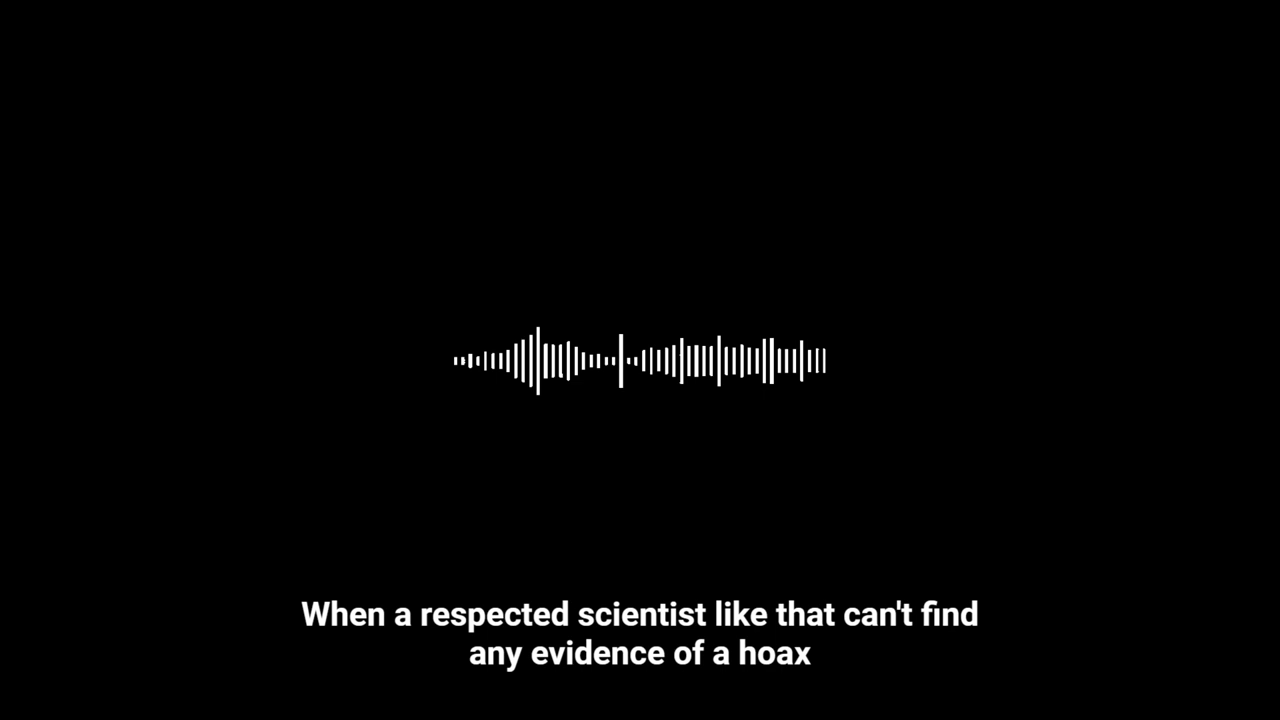 When a respected scientist like that can't find
any evidence of a hoax